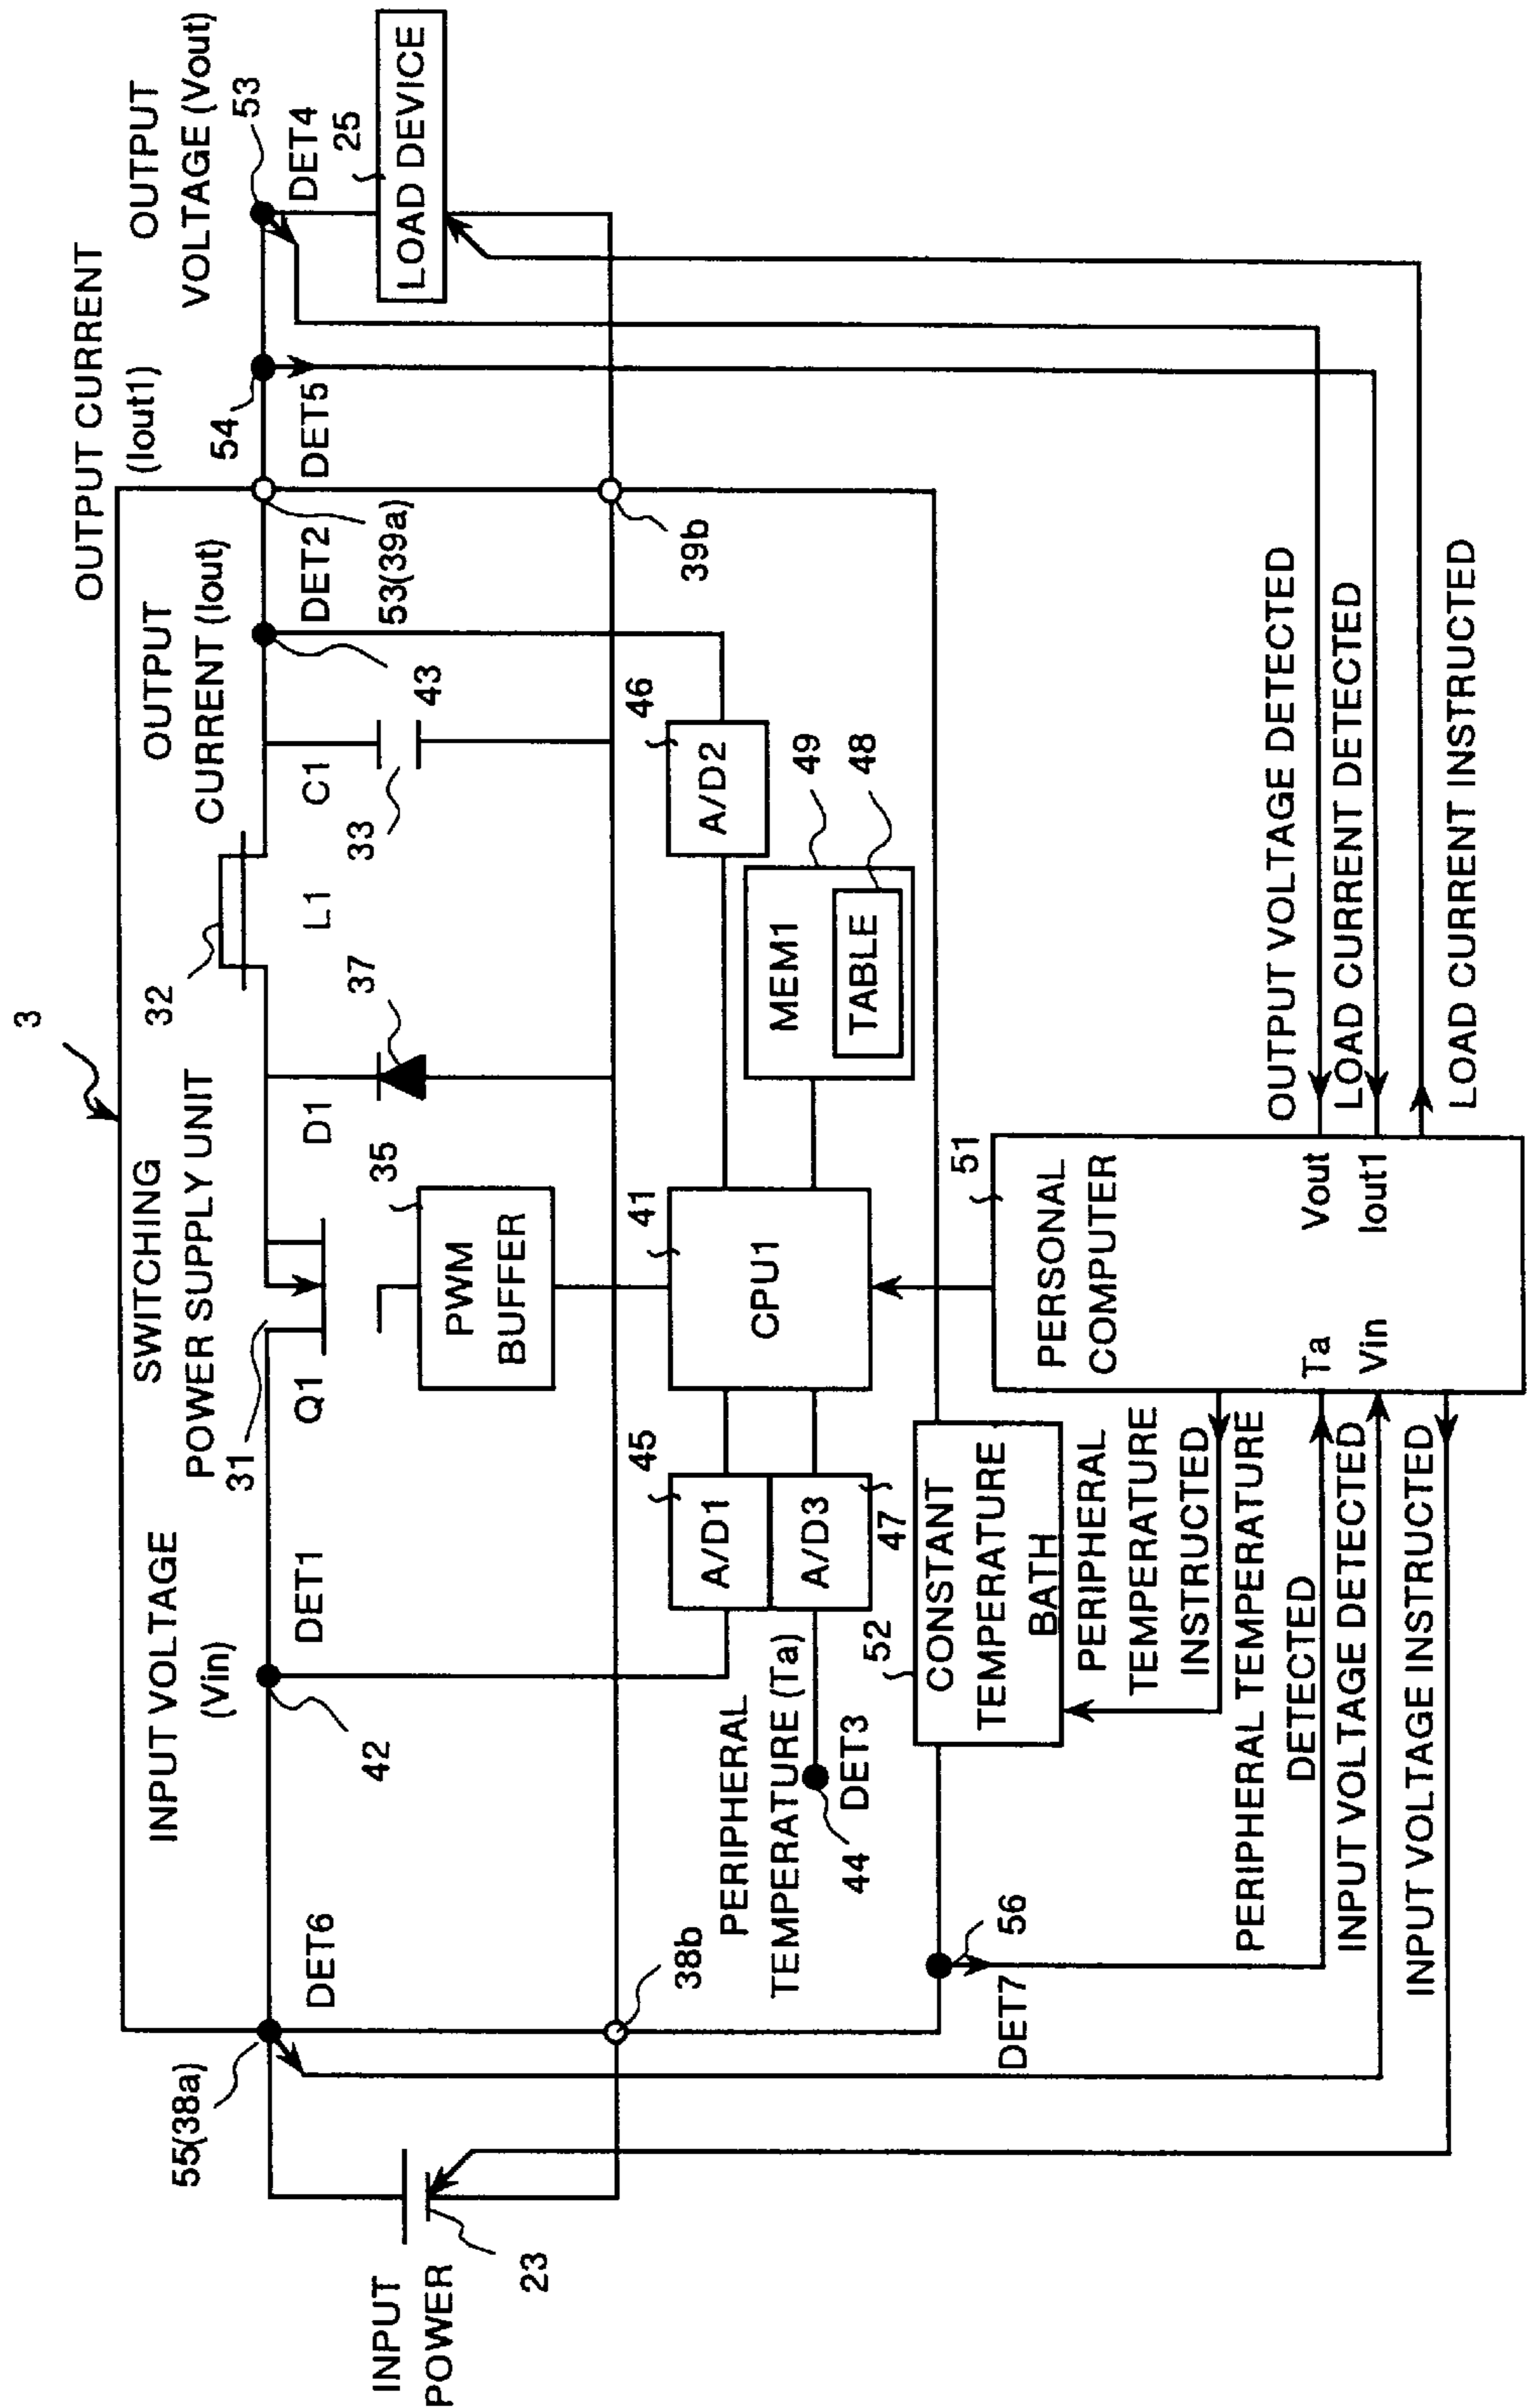 3
SWITCHING
POWER SUPPLY UNIT
INPUT VOLTAGE
(Vin)
OUTPUT
CURRENT (Iout)
OUTPUT CURRENT
(Iout1)
OUTPUT
VOLTAGE (Vout)
55(38a)
DET6
42
DET1
31
Q1
D1
37
32
L1
C1
33
43
DET2
53(39a)
DET5
54
53
DET4
25
LOAD DEVICE
INPUT
POWER
23
38b
39b
35
PWM
BUFFER
PERIPHERAL
TEMPERATURE (Ta)
44
DET3
45
A/D1
A/D3
47
41
CPU1
46
A/D2
49
48
MEM1
TABLE
DET7
56
52
CONSTANT
TEMPERATURE
BATH
PERIPHERAL
TEMPERATURE
INSTRUCTED
PERIPHERAL TEMPERATURE
DETECTED
INPUT VOLTAGE DETECTED
INPUT VOLTAGE INSTRUCTED
51
PERSONAL
COMPUTER
Ta
Vin
Vout
Iout1
OUTPUT VOLTAGE DETECTED
LOAD CURRENT DETECTED
LOAD CURRENT INSTRUCTED